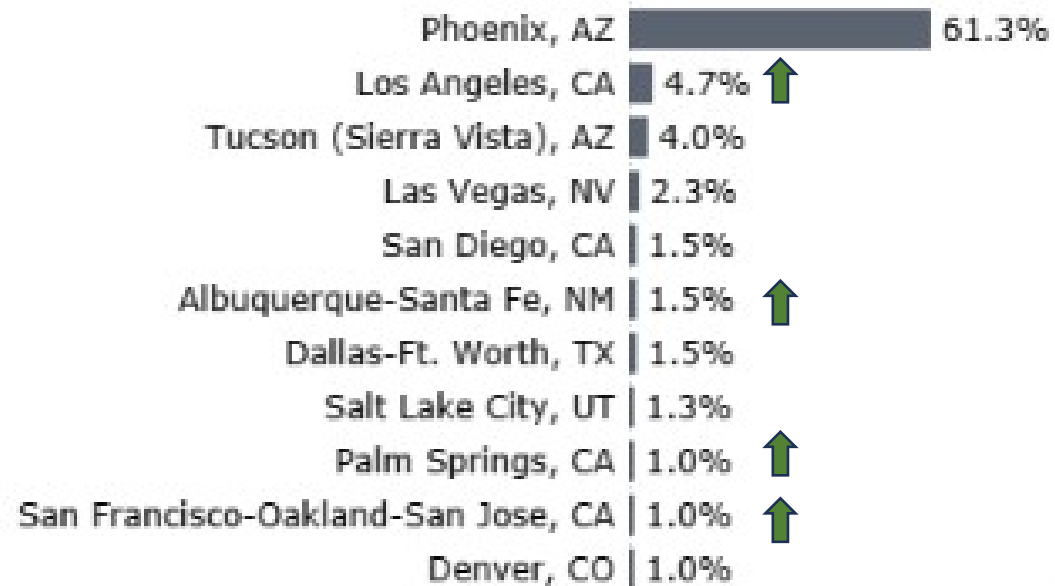 Phoenix, AZ 61.3%
Los Angeles, CA 4.7%
Tucson (Sierra Vista), AZ 4.0%
Las Vegas, NV 2.3%
San Diego, CA 1.5%
Albuquerque-Santa Fe, NM 1.5%
Dallas-Ft. Worth, TX 1.5%
Salt Lake City, UT 1.3%
Palm Springs, CA 1.0%
San Francisco-Oakland-San Jose, CA 1.0%
Denver, CO 1.0%